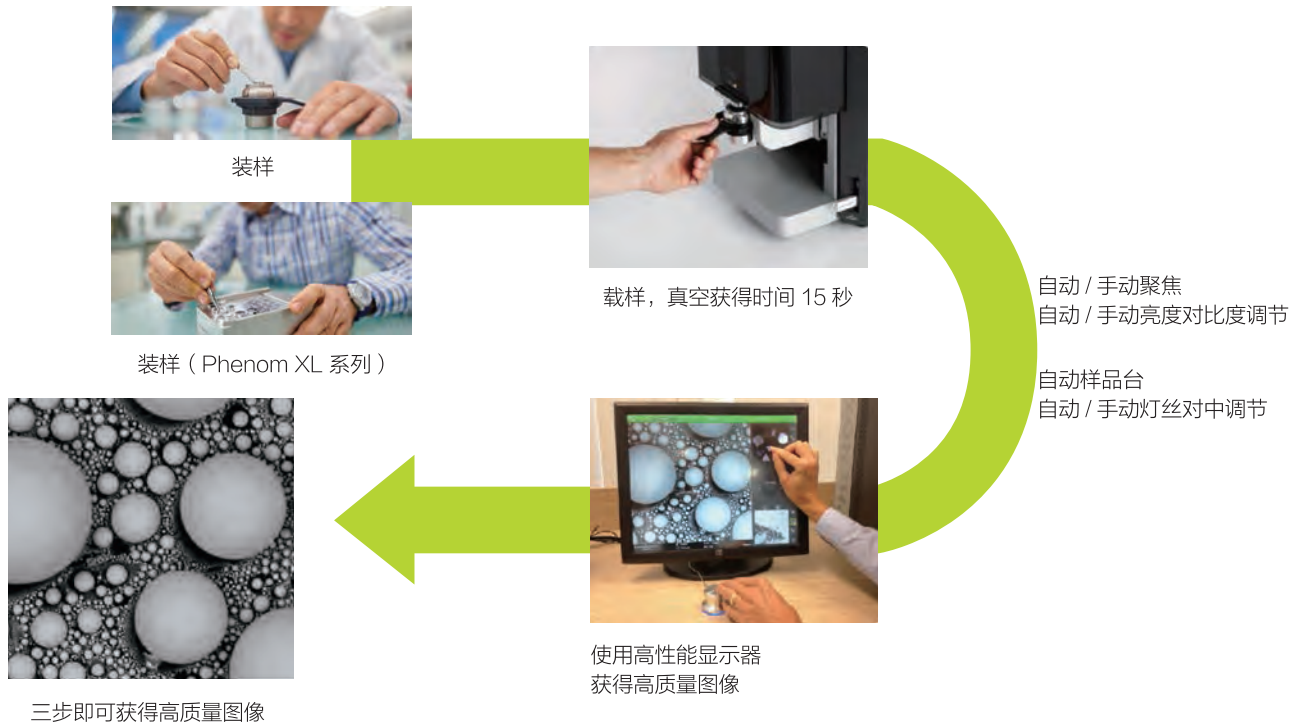 装样
装样（Phenom XL 系列）
载样，真空获得时间 15 秒
自动 / 手动聚焦
自动 / 手动亮度对比度调节
自动样品台
自动 / 手动灯丝对中调节
使用高性能显示器
获得高质量图像
三步即可获得高质量图像